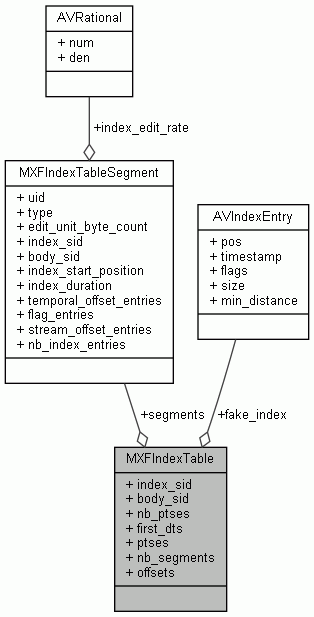 AVRational
+ num
+ den
+index_edit_rate
MXFIndexTableSegment
+ uid
+ type
+ edit_unit_byte_count
+ index_sid
+ body_sid
+ index_start_position
+ index_duration
+ temporal_offset_entries
+ flag_entries
+ stream_offset_entries
+ nb_index_entries
AVIndexEntry
+ pos
+ timestamp
+ flags
+ size
+ min_distance
+segments
+fake_index
MXFIndexTable
+ index_sid
+ body_sid
+ nb_ptses
+ first_dts
+ ptses
+ nb_segments
+ offsets